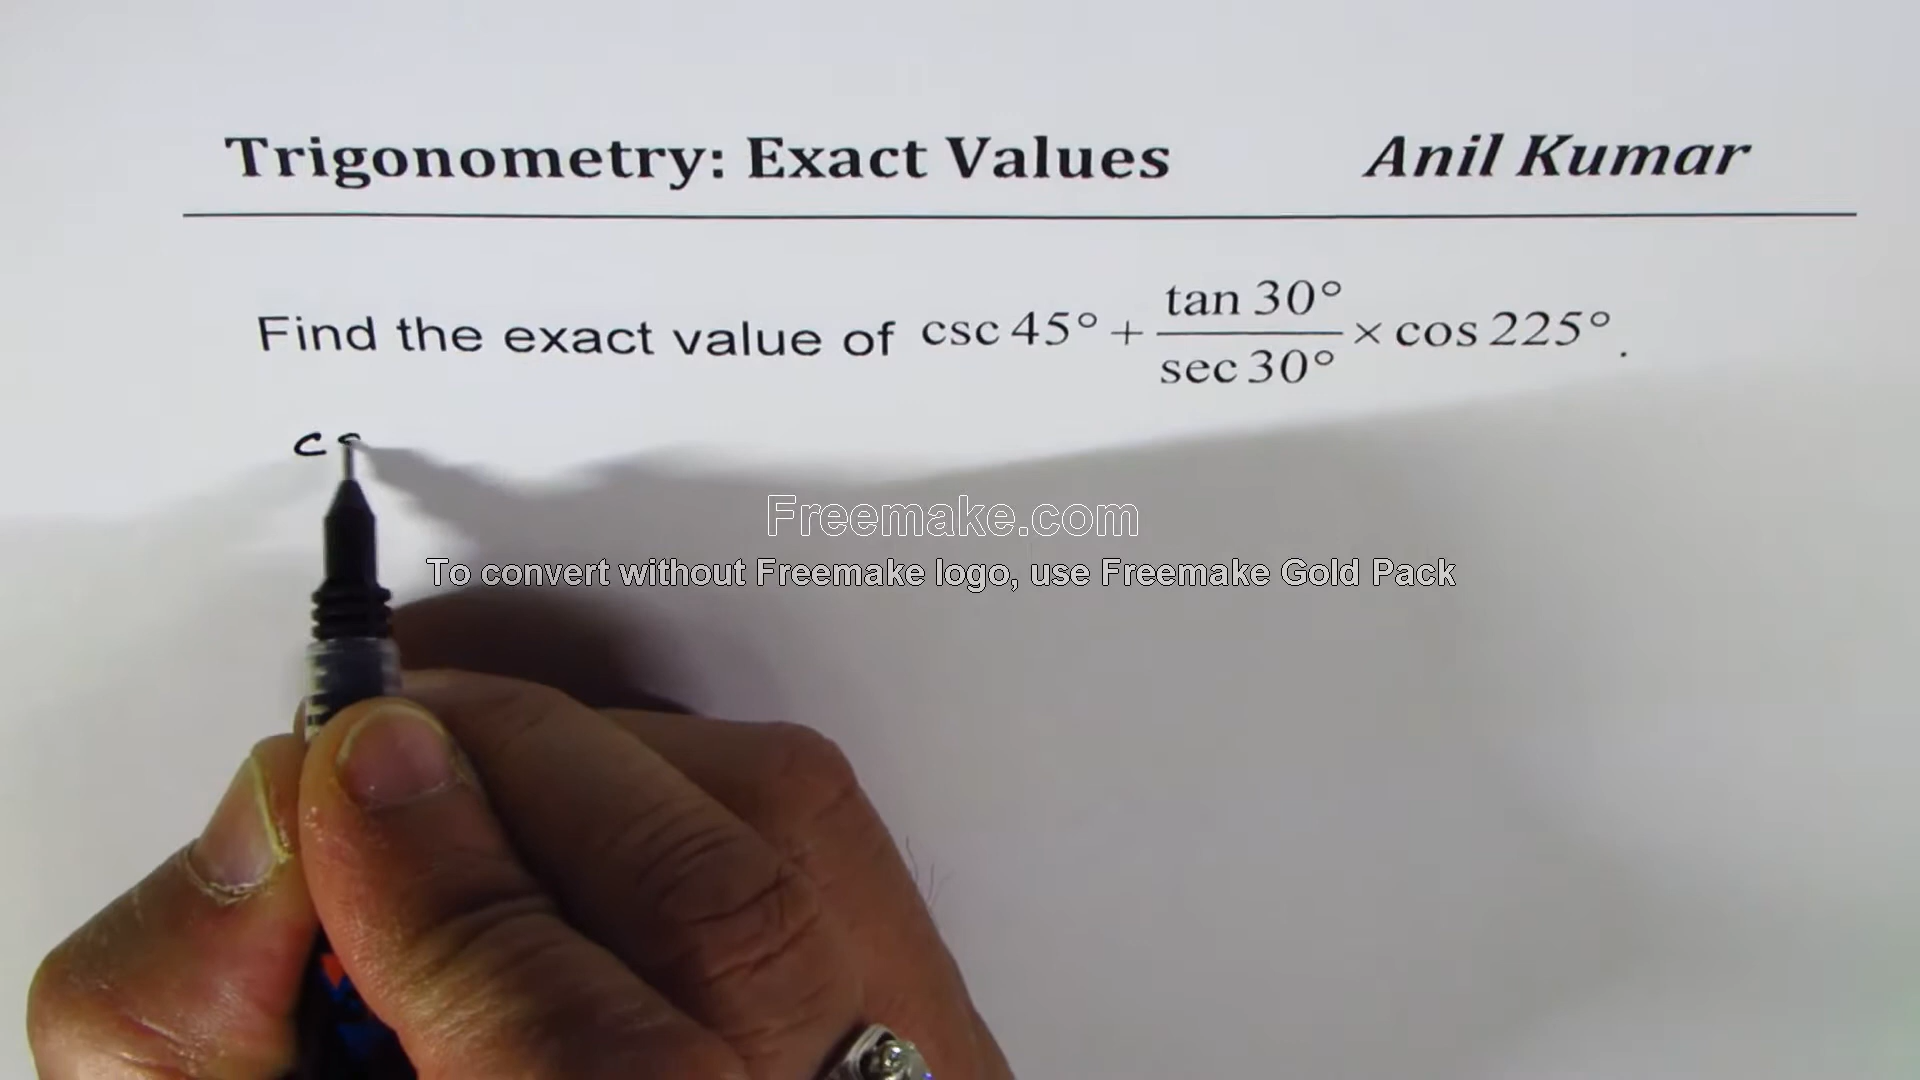 Trigonometry: Exact Values Anil Kumar
Find the exact value of csc 45° + tan 30° / sec 30° × cos 225°.
cs
Freemake.com
To convert without Freemake logo, use Freemake Gold Pack